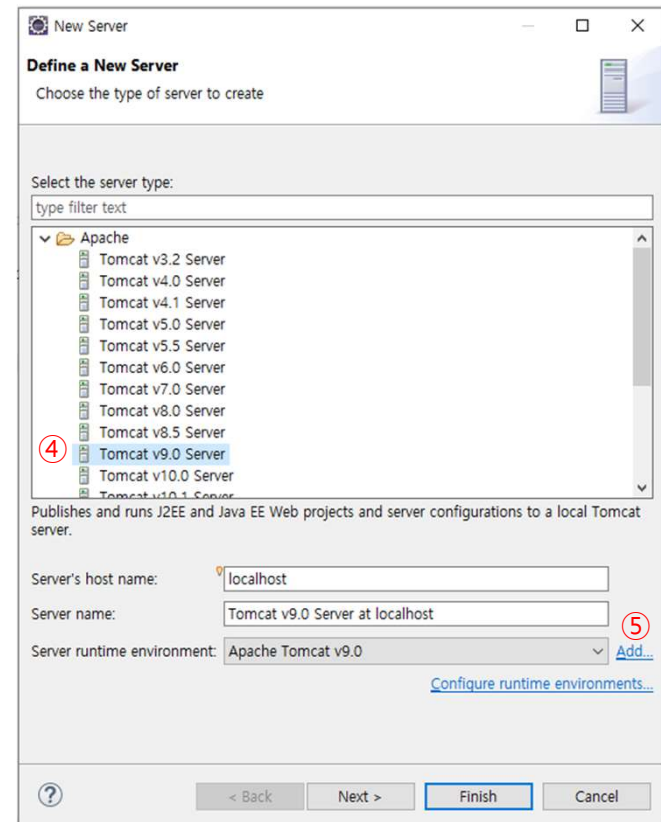 New Server
Define a New Server
Choose the type of server to create
Select the server type:
type filter text
Apache
Tomcat v3.2 Server
Tomcat v4.0 Server
Tomcat v4.1 Server
Tomcat v5.0 Server
Tomcat v5.5 Server
Tomcat v6.0 Server
Tomcat v7.0 Server
Tomcat v8.0 Server
Tomcat v8.5 Server
④ Tomcat v9.0 Server
Tomcat v10.0 Server
Tomcat v10.1 Server
Publishes and runs J2EE and Java EE Web projects and server configurations to a local Tomcat
server.
Server's host name: localhost
Server name: Tomcat v9.0 Server at localhost
⑤
Server runtime environment: Apache Tomcat v9.0 Add...
Configure runtime environments...
? < Back Next > Finish Cancel